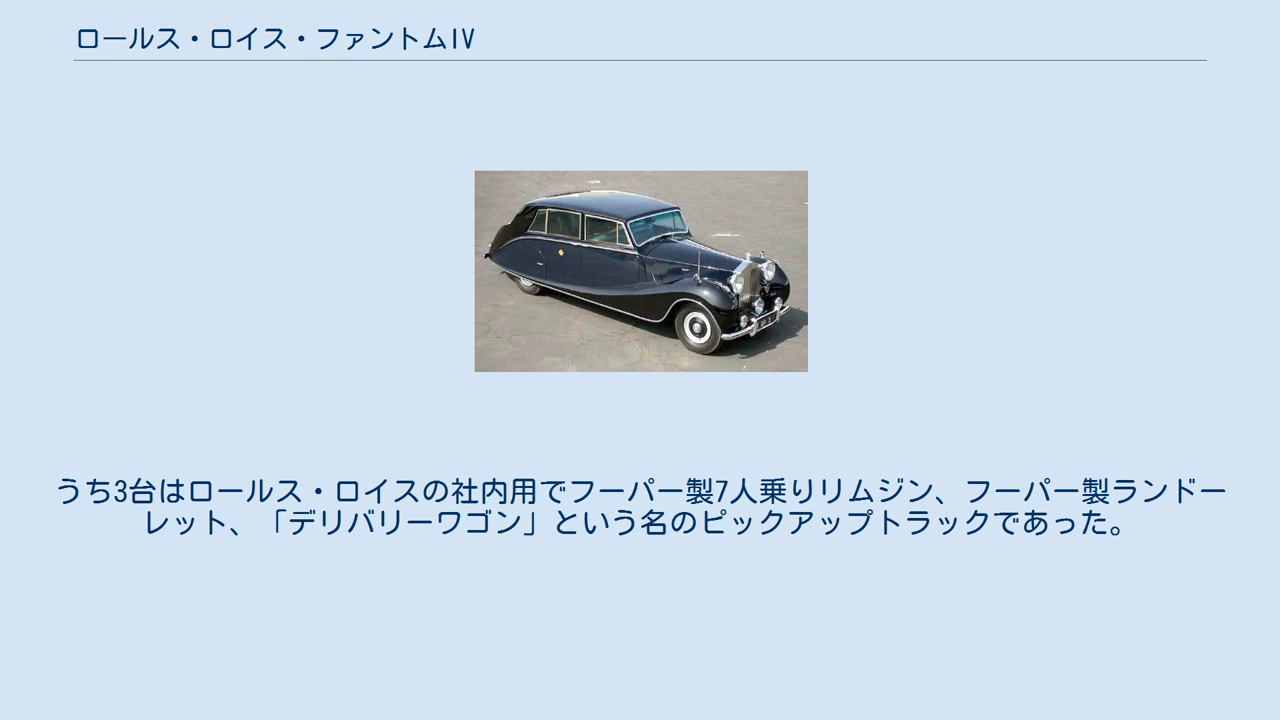 ロールス・ロイス・ファントムIV
うち3台はロールス・ロイスの社内用でフーパー製7人乗りリムジン、フーパー製ランドー
レット、「デリバリーワゴン」という名のピックアップトラックであった。